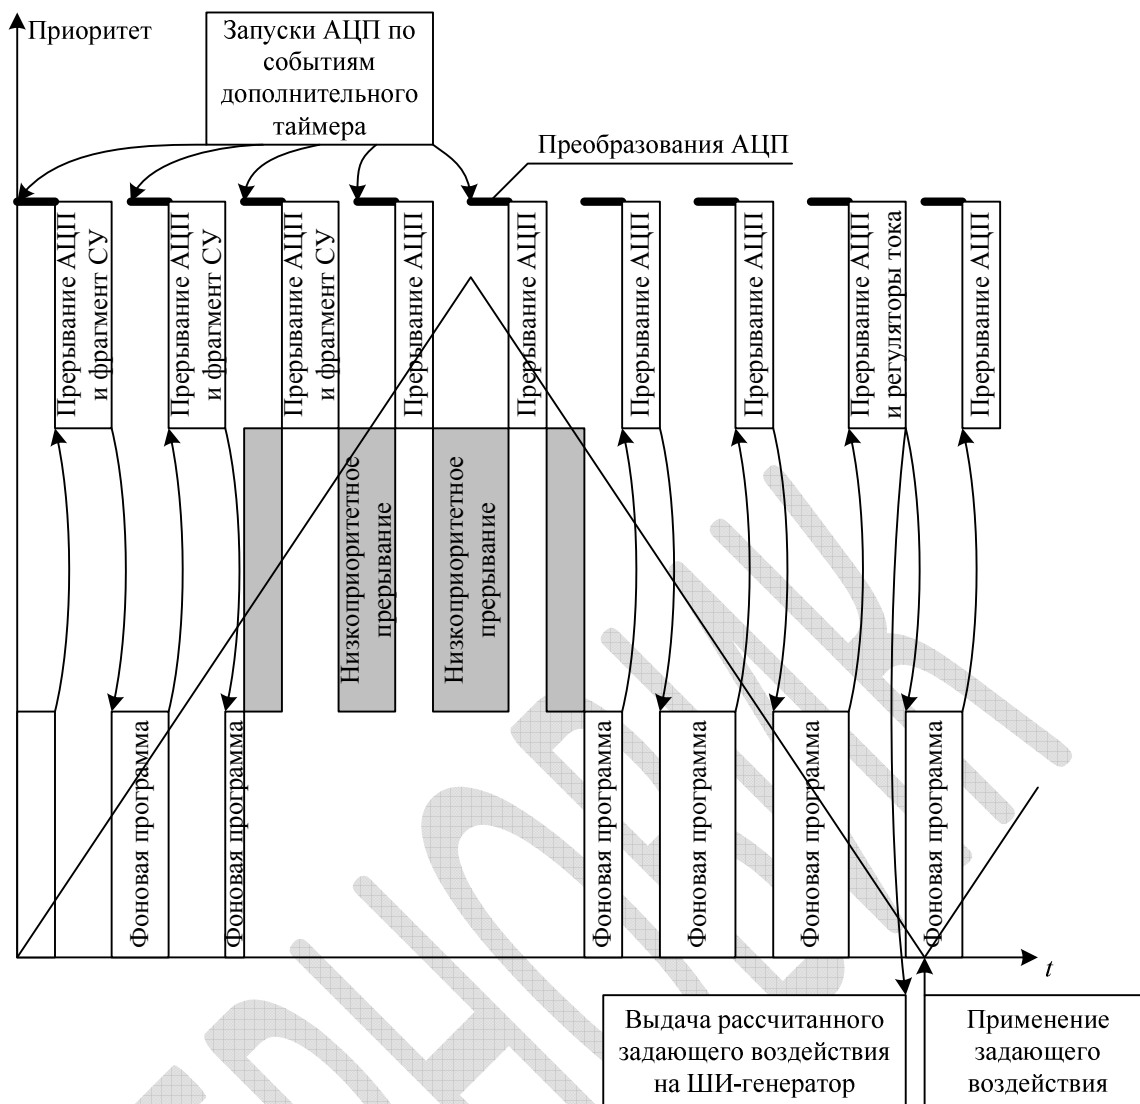 Приоритет
Запуски АЦП по
событиям
дополнительного
таймера
Преобразования АЦП
Прерывание АЦП
и фрагмент СУ
Прерывание АЦП
и фрагмент СУ
Прерывание АЦП
и фрагмент СУ
Прерывание АЦП
Прерывание АЦП
Прерывание АЦП
Прерывание АЦП
Прерывание АЦП
и регуляторы тока
Прерывание АЦП
Низкоприоритетное
прерывание
Низкоприоритетное
прерывание
Фоновая программа
Фоновая программа
Фоновая программа
Фоновая программа
Фоновая программа
Фоновая программа
t
Выдача рассчитанного
задающего воздействия
на ШИ-генератор
Применение
задающего
воздействия